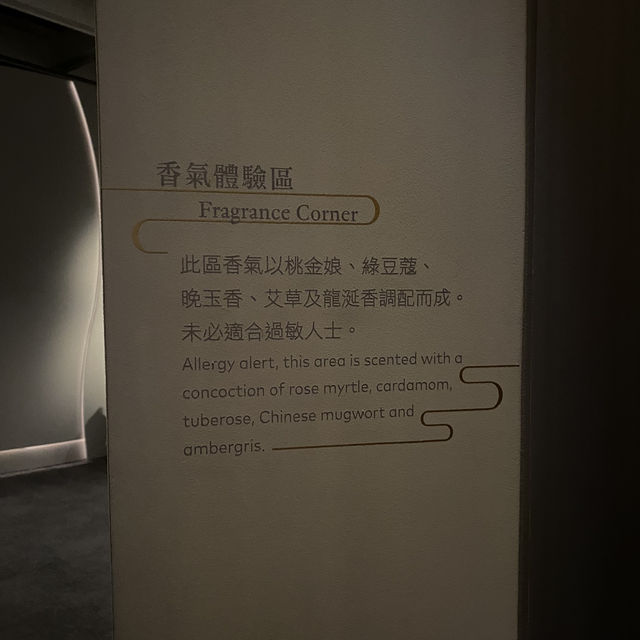 香氣體驗區
Fragrance Corner
此區香氣以桃金娘、綠豆蔻、
晚玉香、艾草及龍涎香調配而成。
未必適合過敏人士。
Allergy alert, this area is scented with a
concoction of rose myrtle, cardamom,
tuberose, Chinese mugwort and
ambergris.